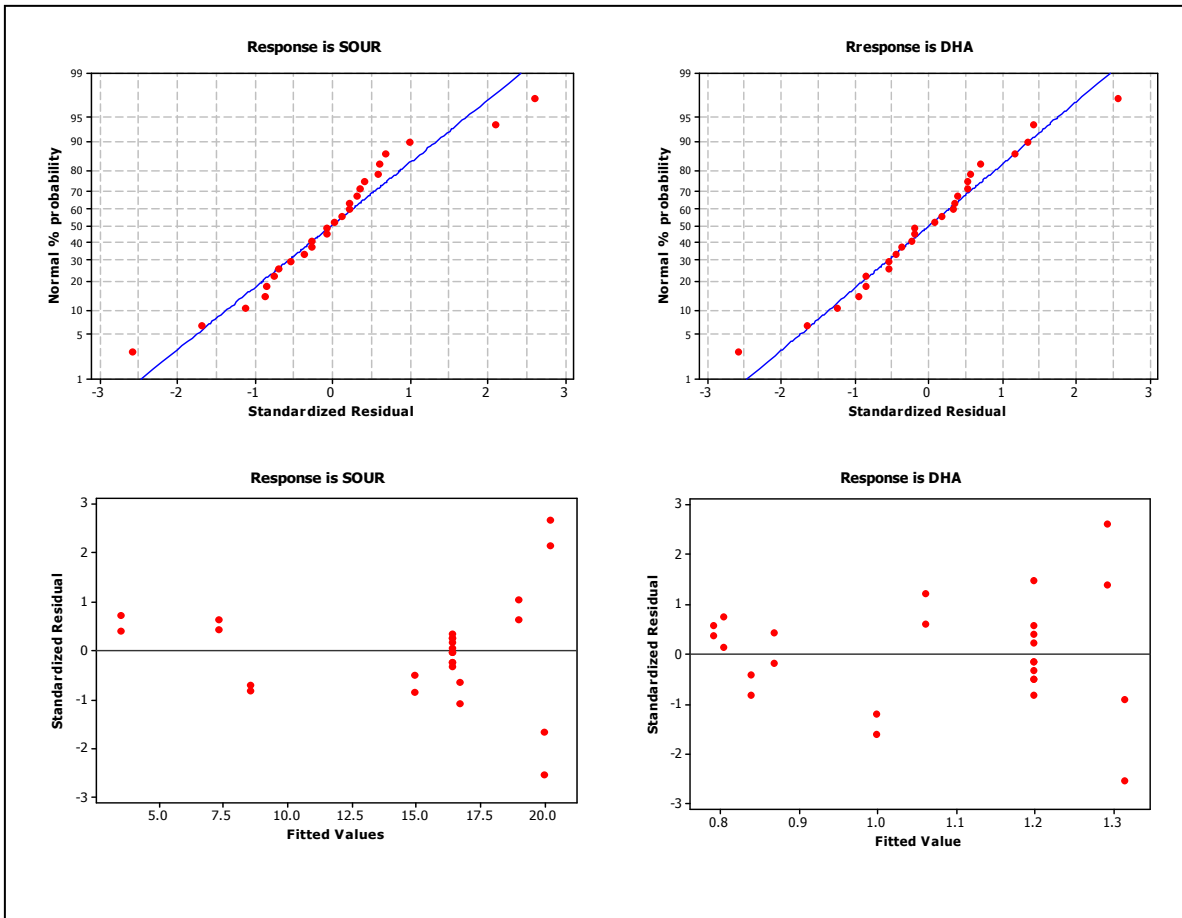 Response is SOUR
99
95
90
80
70
60
50
40
30
20
10
5
1
Normal % probability
-3 -2 -1 0 1 2 3
Standardized Residual
Rresponse is DHA
99
95
90
80
70
60
50
40
30
20
10
5
1
Normal % probability
-3 -2 -1 0 1 2 3
Standardized Residual
Response is SOUR
3
2
1
0
-1
-2
-3
Standardized Residual
5.0 7.5 10.0 12.5 15.0 17.5 20.0
Fitted Values
Response is DHA
3
2
1
0
-1
-2
-3
Standardized Residual
0.8 0.9 1.0 1.1 1.2 1.3
Fitted Value